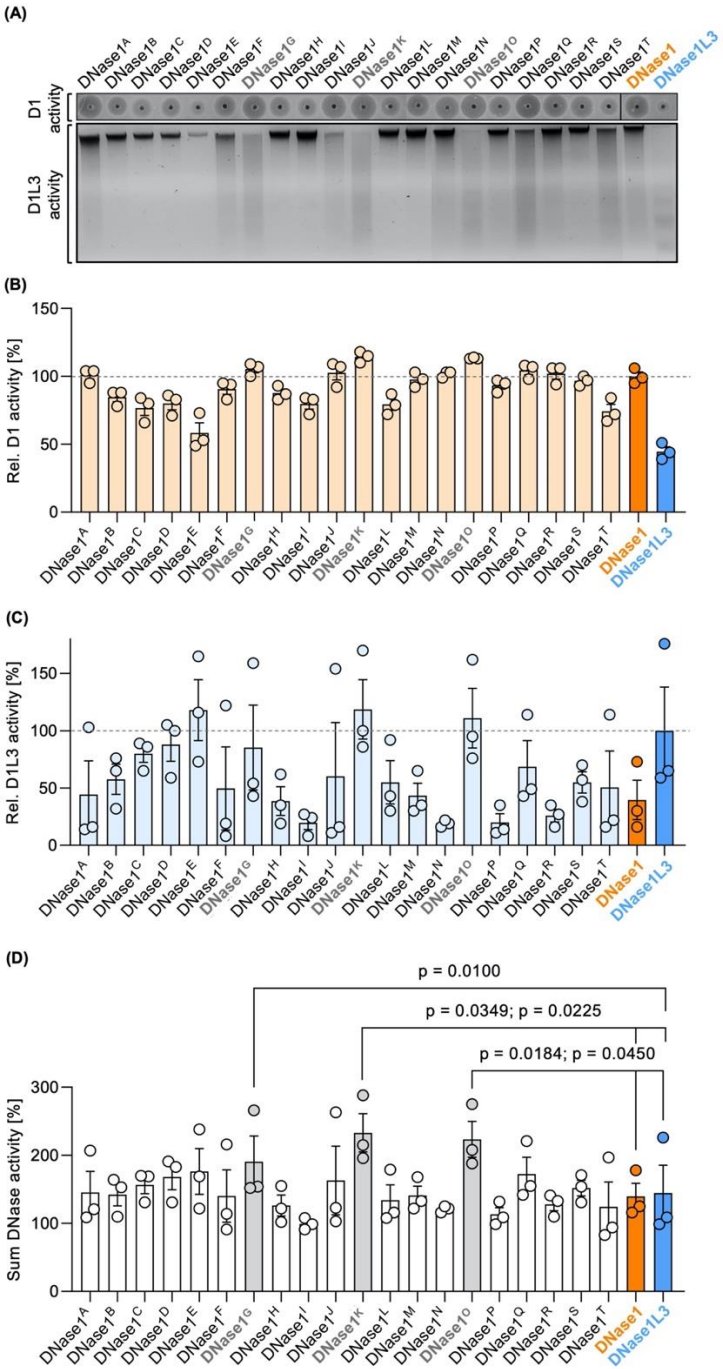 (A)
DNase1A DNase1B DNase1C DNase1D DNase1E DNase1F DNase1G DNase1H DNase1I DNase1J DNase1K DNase1L DNase1M DNase1N DNase1O DNase1P DNase1Q DNase1R DNase1S DNase1T DNase1 DNase1L3
D1 activity
D1L3 activity
(B)
Rel. D1 activity [%]
150
100
50
0
DNase1A DNase1B DNase1C DNase1D DNase1E DNase1F DNase1G DNase1H DNase1I DNase1J DNase1K DNase1L DNase1M DNase1N DNase1O DNase1P DNase1Q DNase1R DNase1S DNase1T DNase1 DNase1L3
(C)
Rel. D1L3 activity [%]
150
100
50
0
DNase1A DNase1B DNase1C DNase1D DNase1E DNase1F DNase1G DNase1H DNase1I DNase1J DNase1K DNase1L DNase1M DNase1N DNase1O DNase1P DNase1Q DNase1R DNase1S DNase1T DNase1 DNase1L3
(D)
p = 0.0100
p = 0.0349; p = 0.0225
p = 0.0184; p = 0.0450
Sum DNase activity [%]
300
200
100
0
DNase1A DNase1B DNase1C DNase1D DNase1E DNase1F DNase1G DNase1H DNase1I DNase1J DNase1K DNase1L DNase1M DNase1N DNase1O DNase1P DNase1Q DNase1R DNase1S DNase1T DNase1 DNase1L3